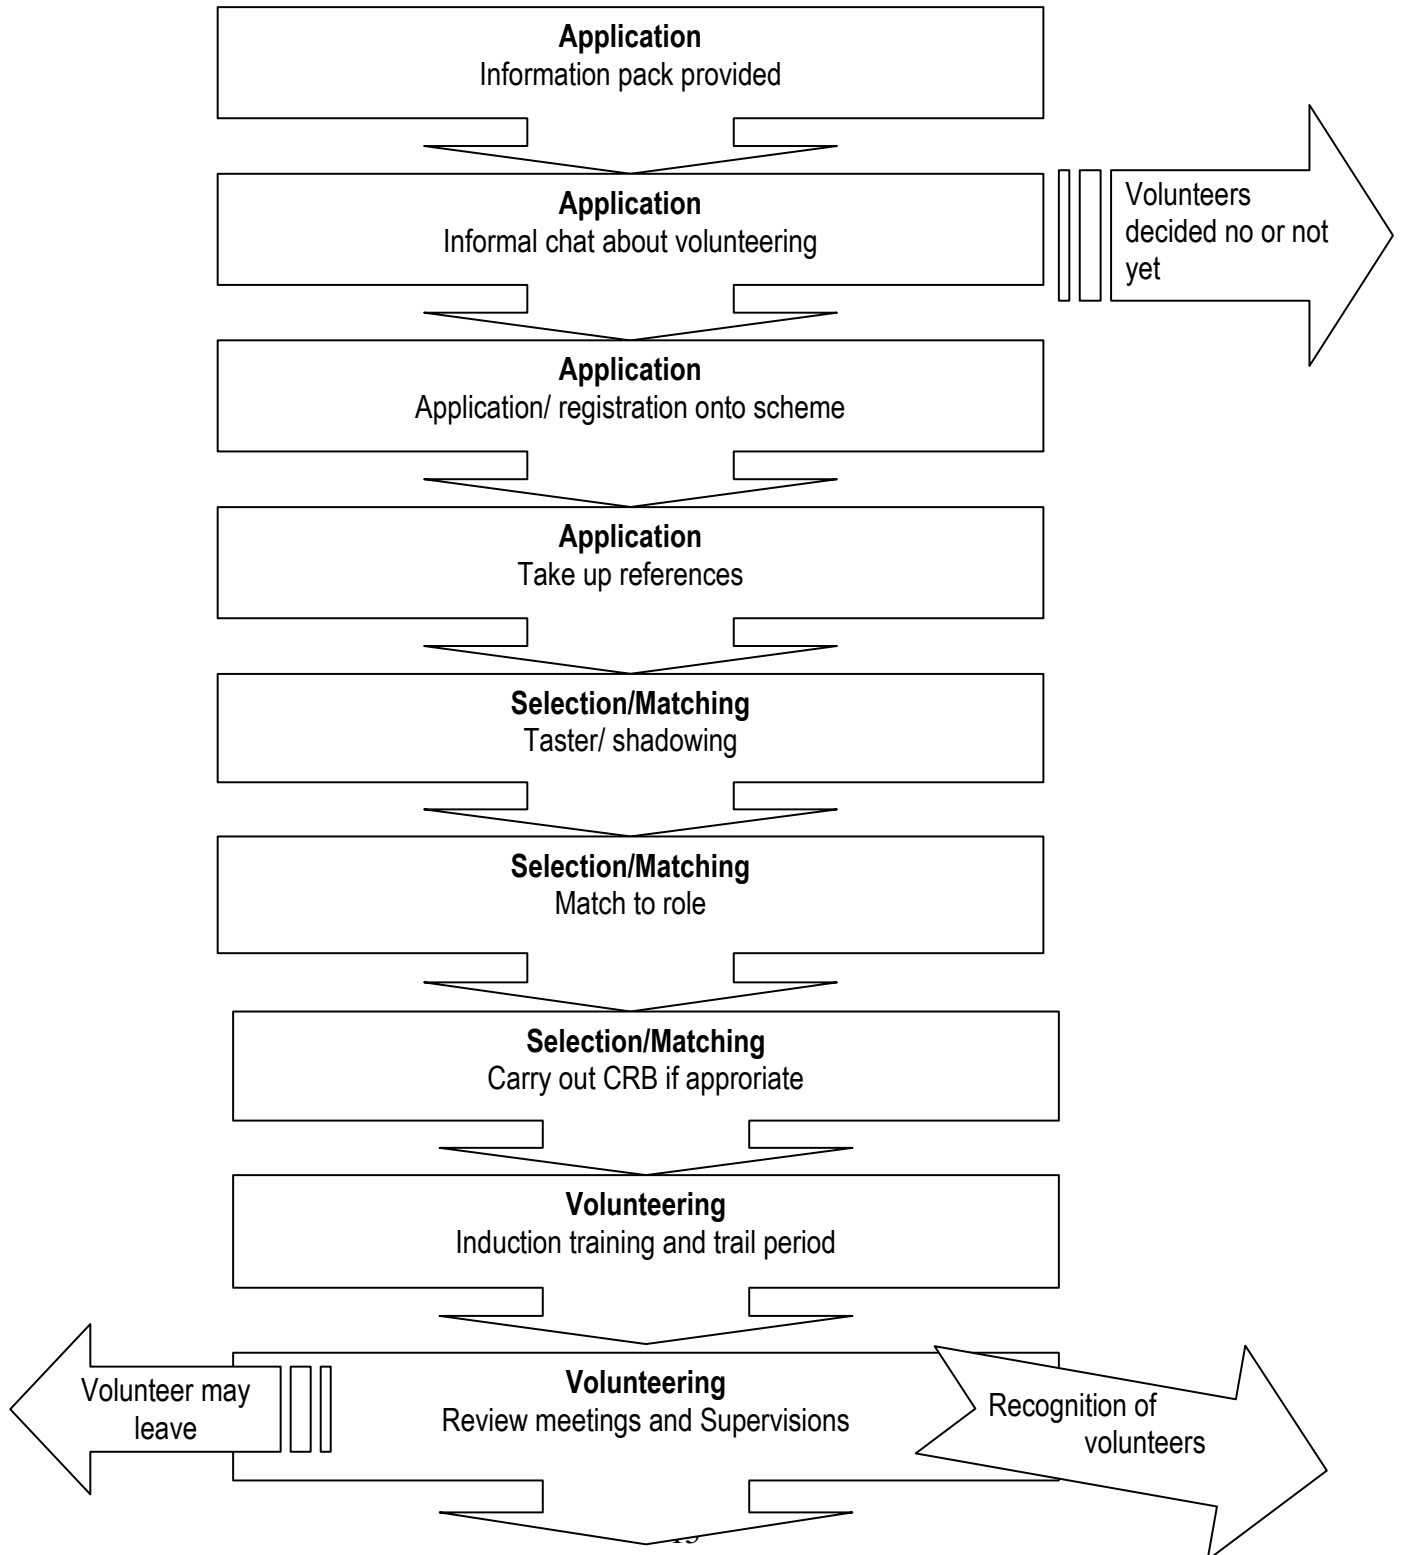 Application
Information pack provided
Application
Informal chat about volunteering
Volunteers
decided no or not
yet
Application
Application/ registration onto scheme
Application
Take up references
Selection/Matching
Taster/ shadowing
Selection/Matching
Match to role
Selection/Matching
Carry out CRB if approriate
Volunteering
Induction training and trail period
Volunteer may
leave
Volunteering
Review meetings and Supervisions
Recognition of
volunteers